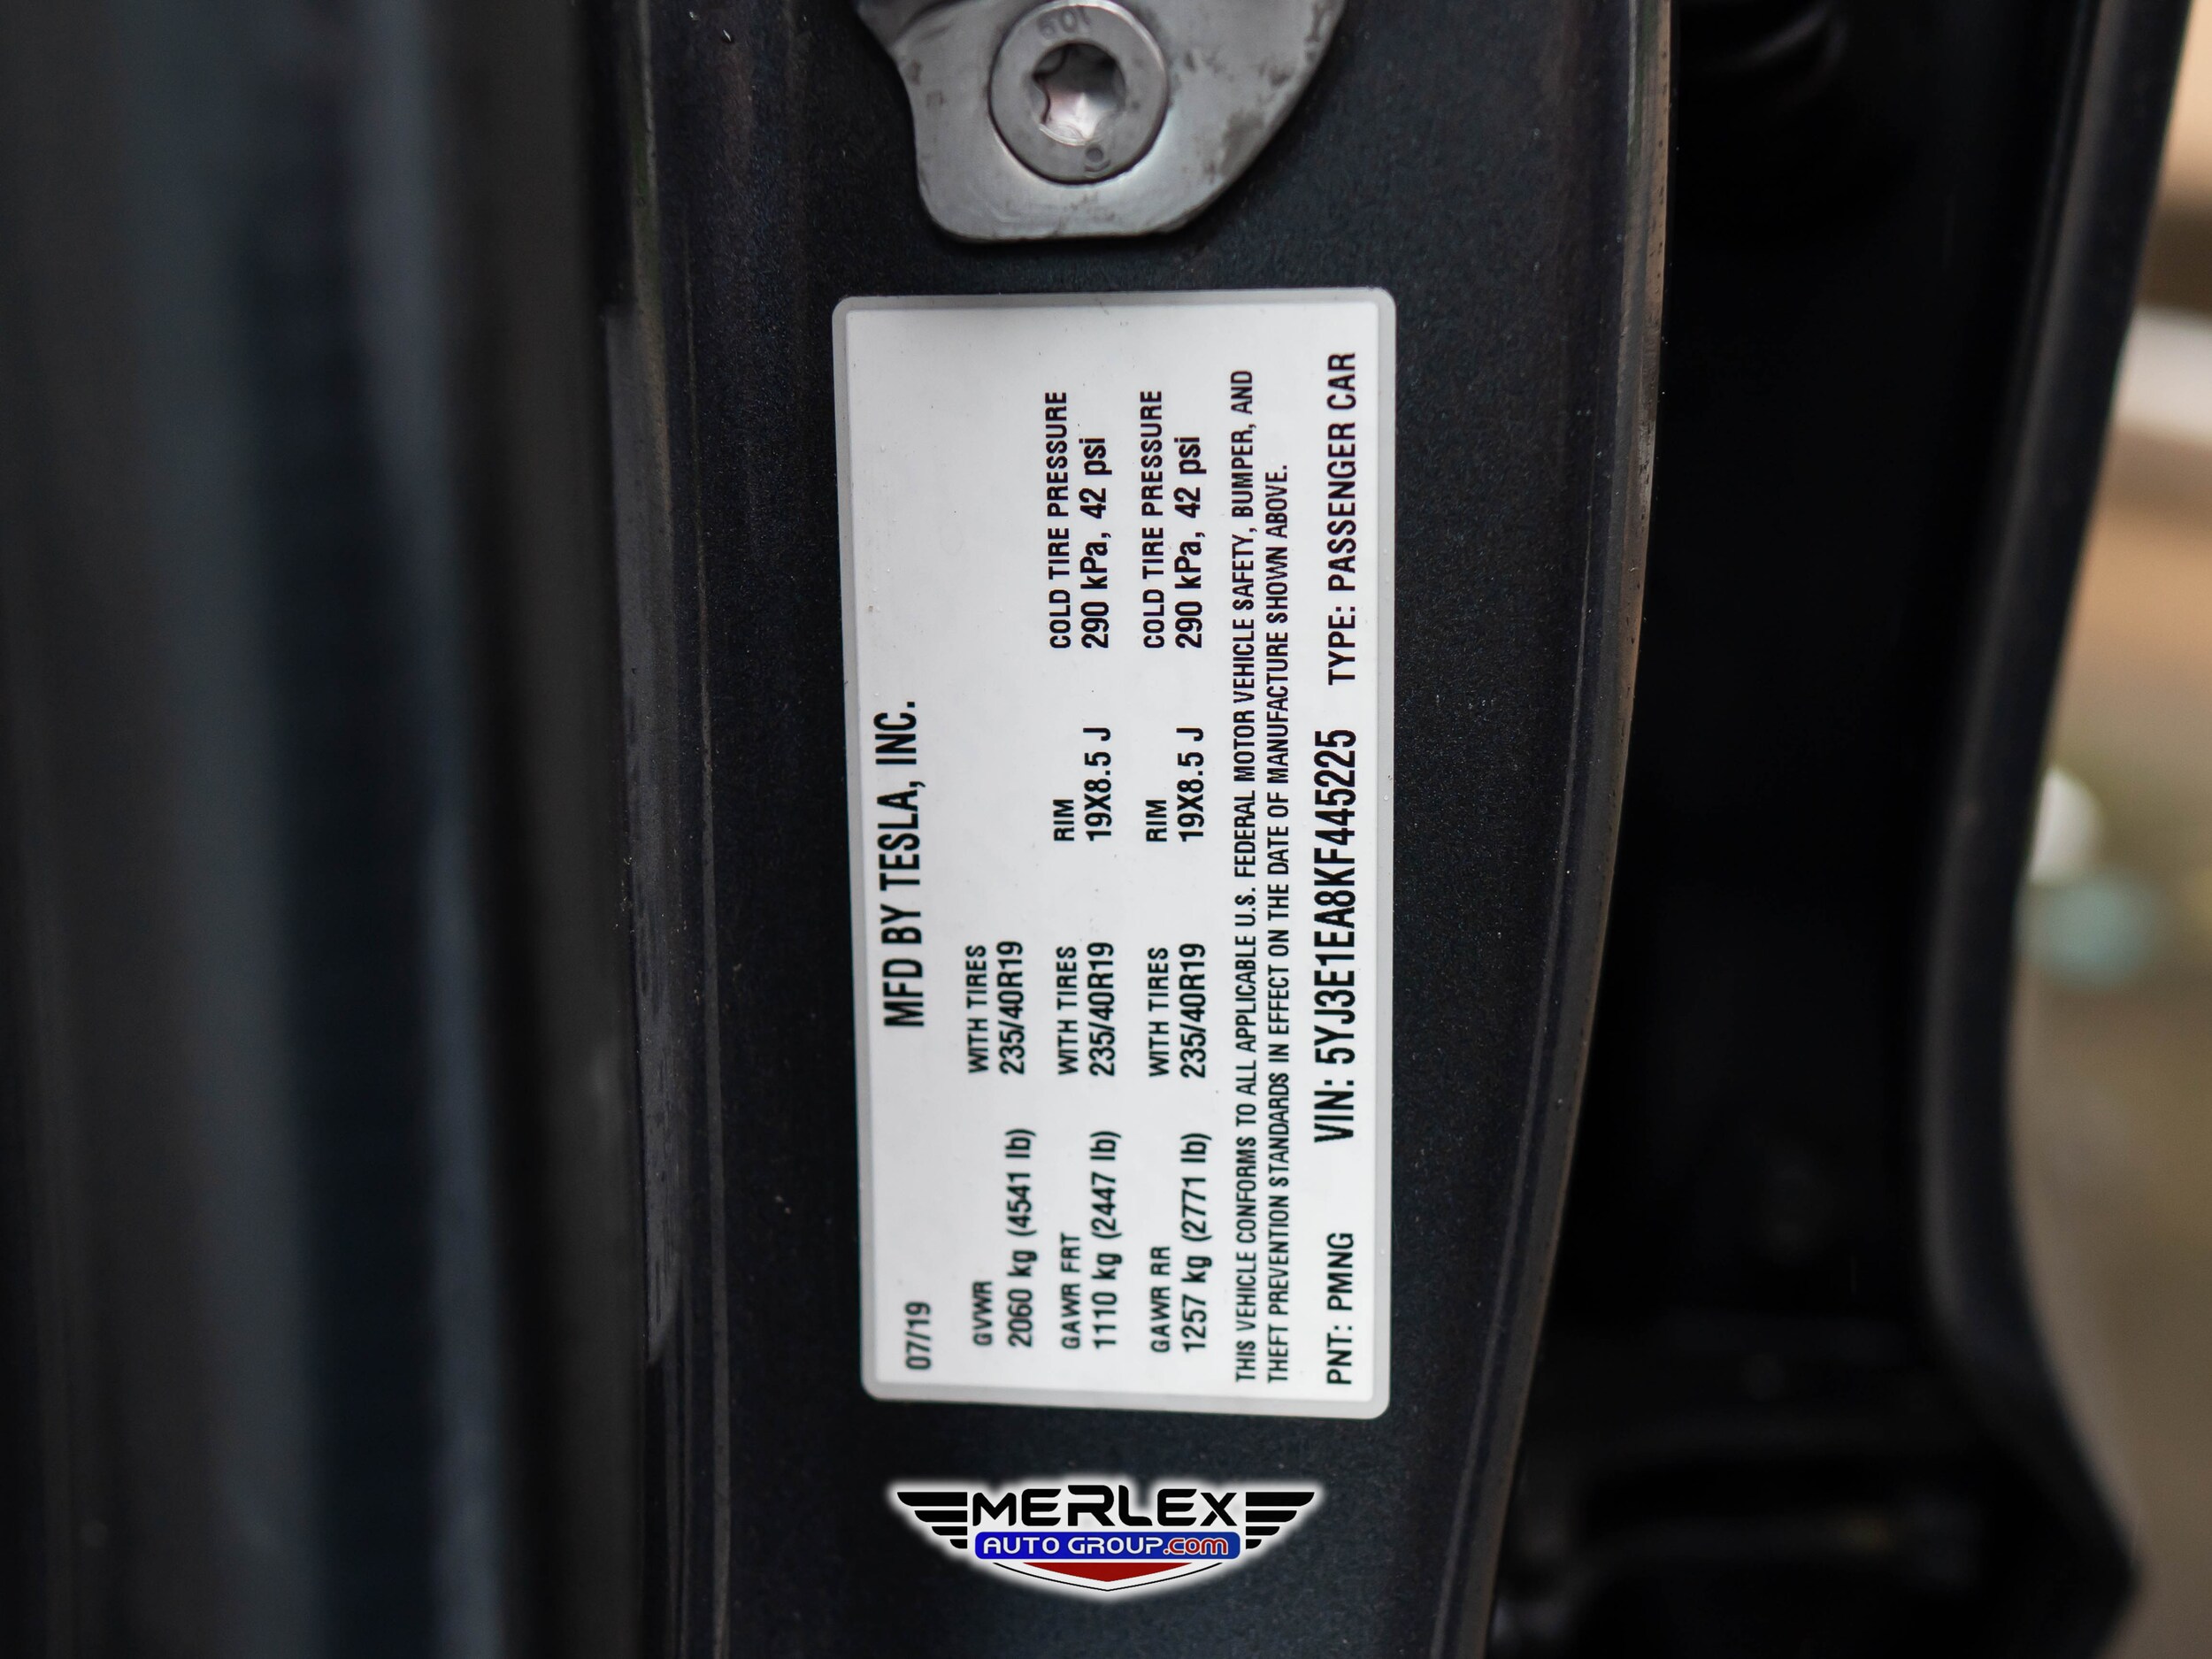 07/19 MFD BY TESLA, INC.
GVWR WITH TIRES
2060 kg (4541 lb) 235/40R19
GAWR FRT WITH TIRES RIM COLD TIRE PRESSURE
1110 kg (2447 lb) 235/40R19 19X8.5 J 290 kPa, 42 psi
GAWR RR WITH TIRES RIM COLD TIRE PRESSURE
1257 kg (2771 lb) 235/40R19 19X8.5 J 290 kPa, 42 psi
THIS VEHICLE CONFORMS TO ALL APPLICABLE U.S. FEDERAL MOTOR VEHICLE SAFETY, BUMPER, AND
THEFT PREVENTION STANDARDS IN EFFECT ON THE DATE OF MANUFACTURE SHOWN ABOVE.
PNT: PMNG VIN: 5YJ3E1EA8KF445225 TYPE: PASSENGER CAR
MERLEX
AUTO GROUP.com